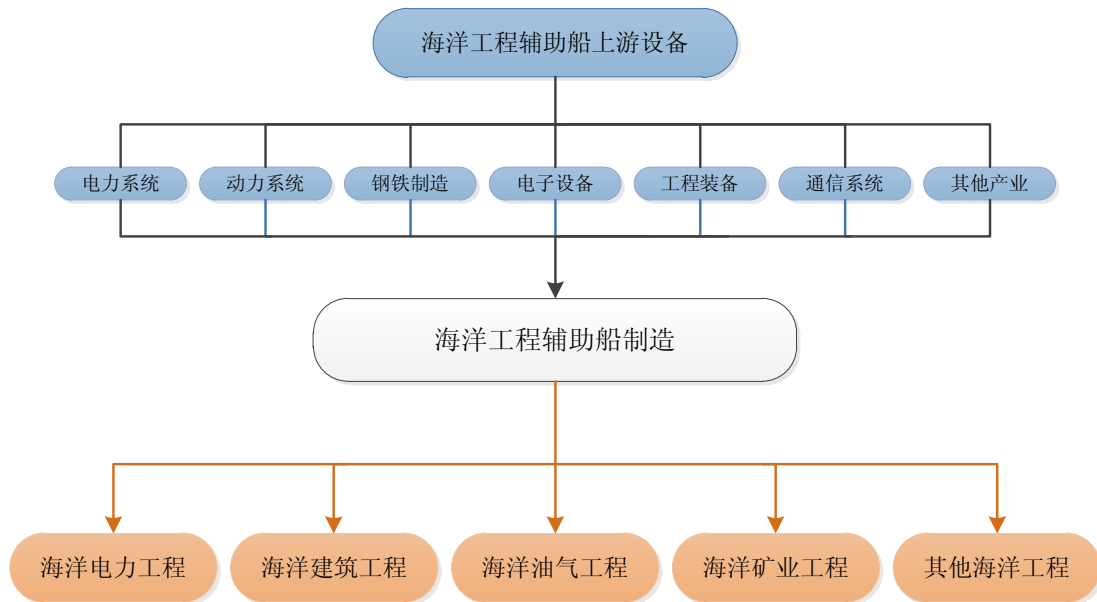 海洋工程辅助船上游设备
电力系统
动力系统
钢铁制造
电子设备
工程装备
通信系统
其他产业
海洋工程辅助船制造
海洋电力工程
海洋建筑工程
海洋油气工程
海洋矿业工程
其他海洋工程